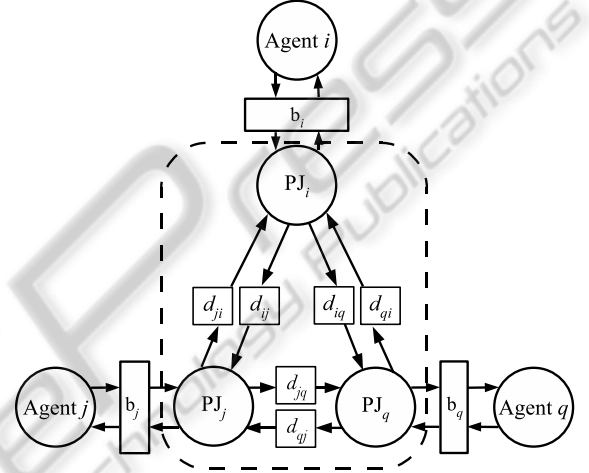 Agent i
b_i
PJ_i
d_ji d_ij d_iq d_qi
Agent j b_j PJ_j d_jq PJ_q b_q Agent q
d_qj